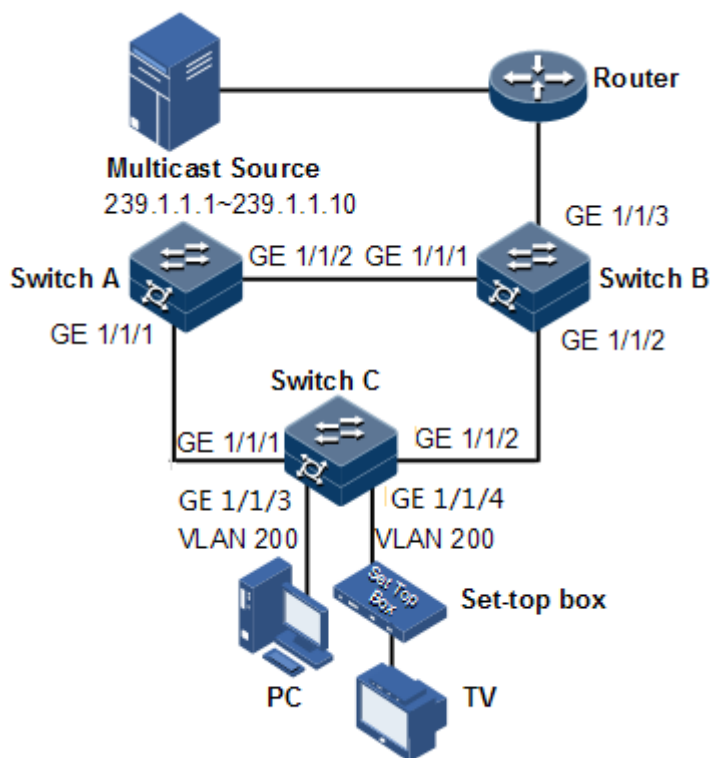 Router
Multicast Source
239.1.1.1~239.1.1.10
GE 1/1/3
Switch A
GE 1/1/2
GE 1/1/1
Switch B
GE 1/1/1
GE 1/1/2
Switch C
GE 1/1/1
GE 1/1/2
GE 1/1/3
GE 1/1/4
VLAN 200
VLAN 200
Set Top
Box
Set-top box
PC
TV